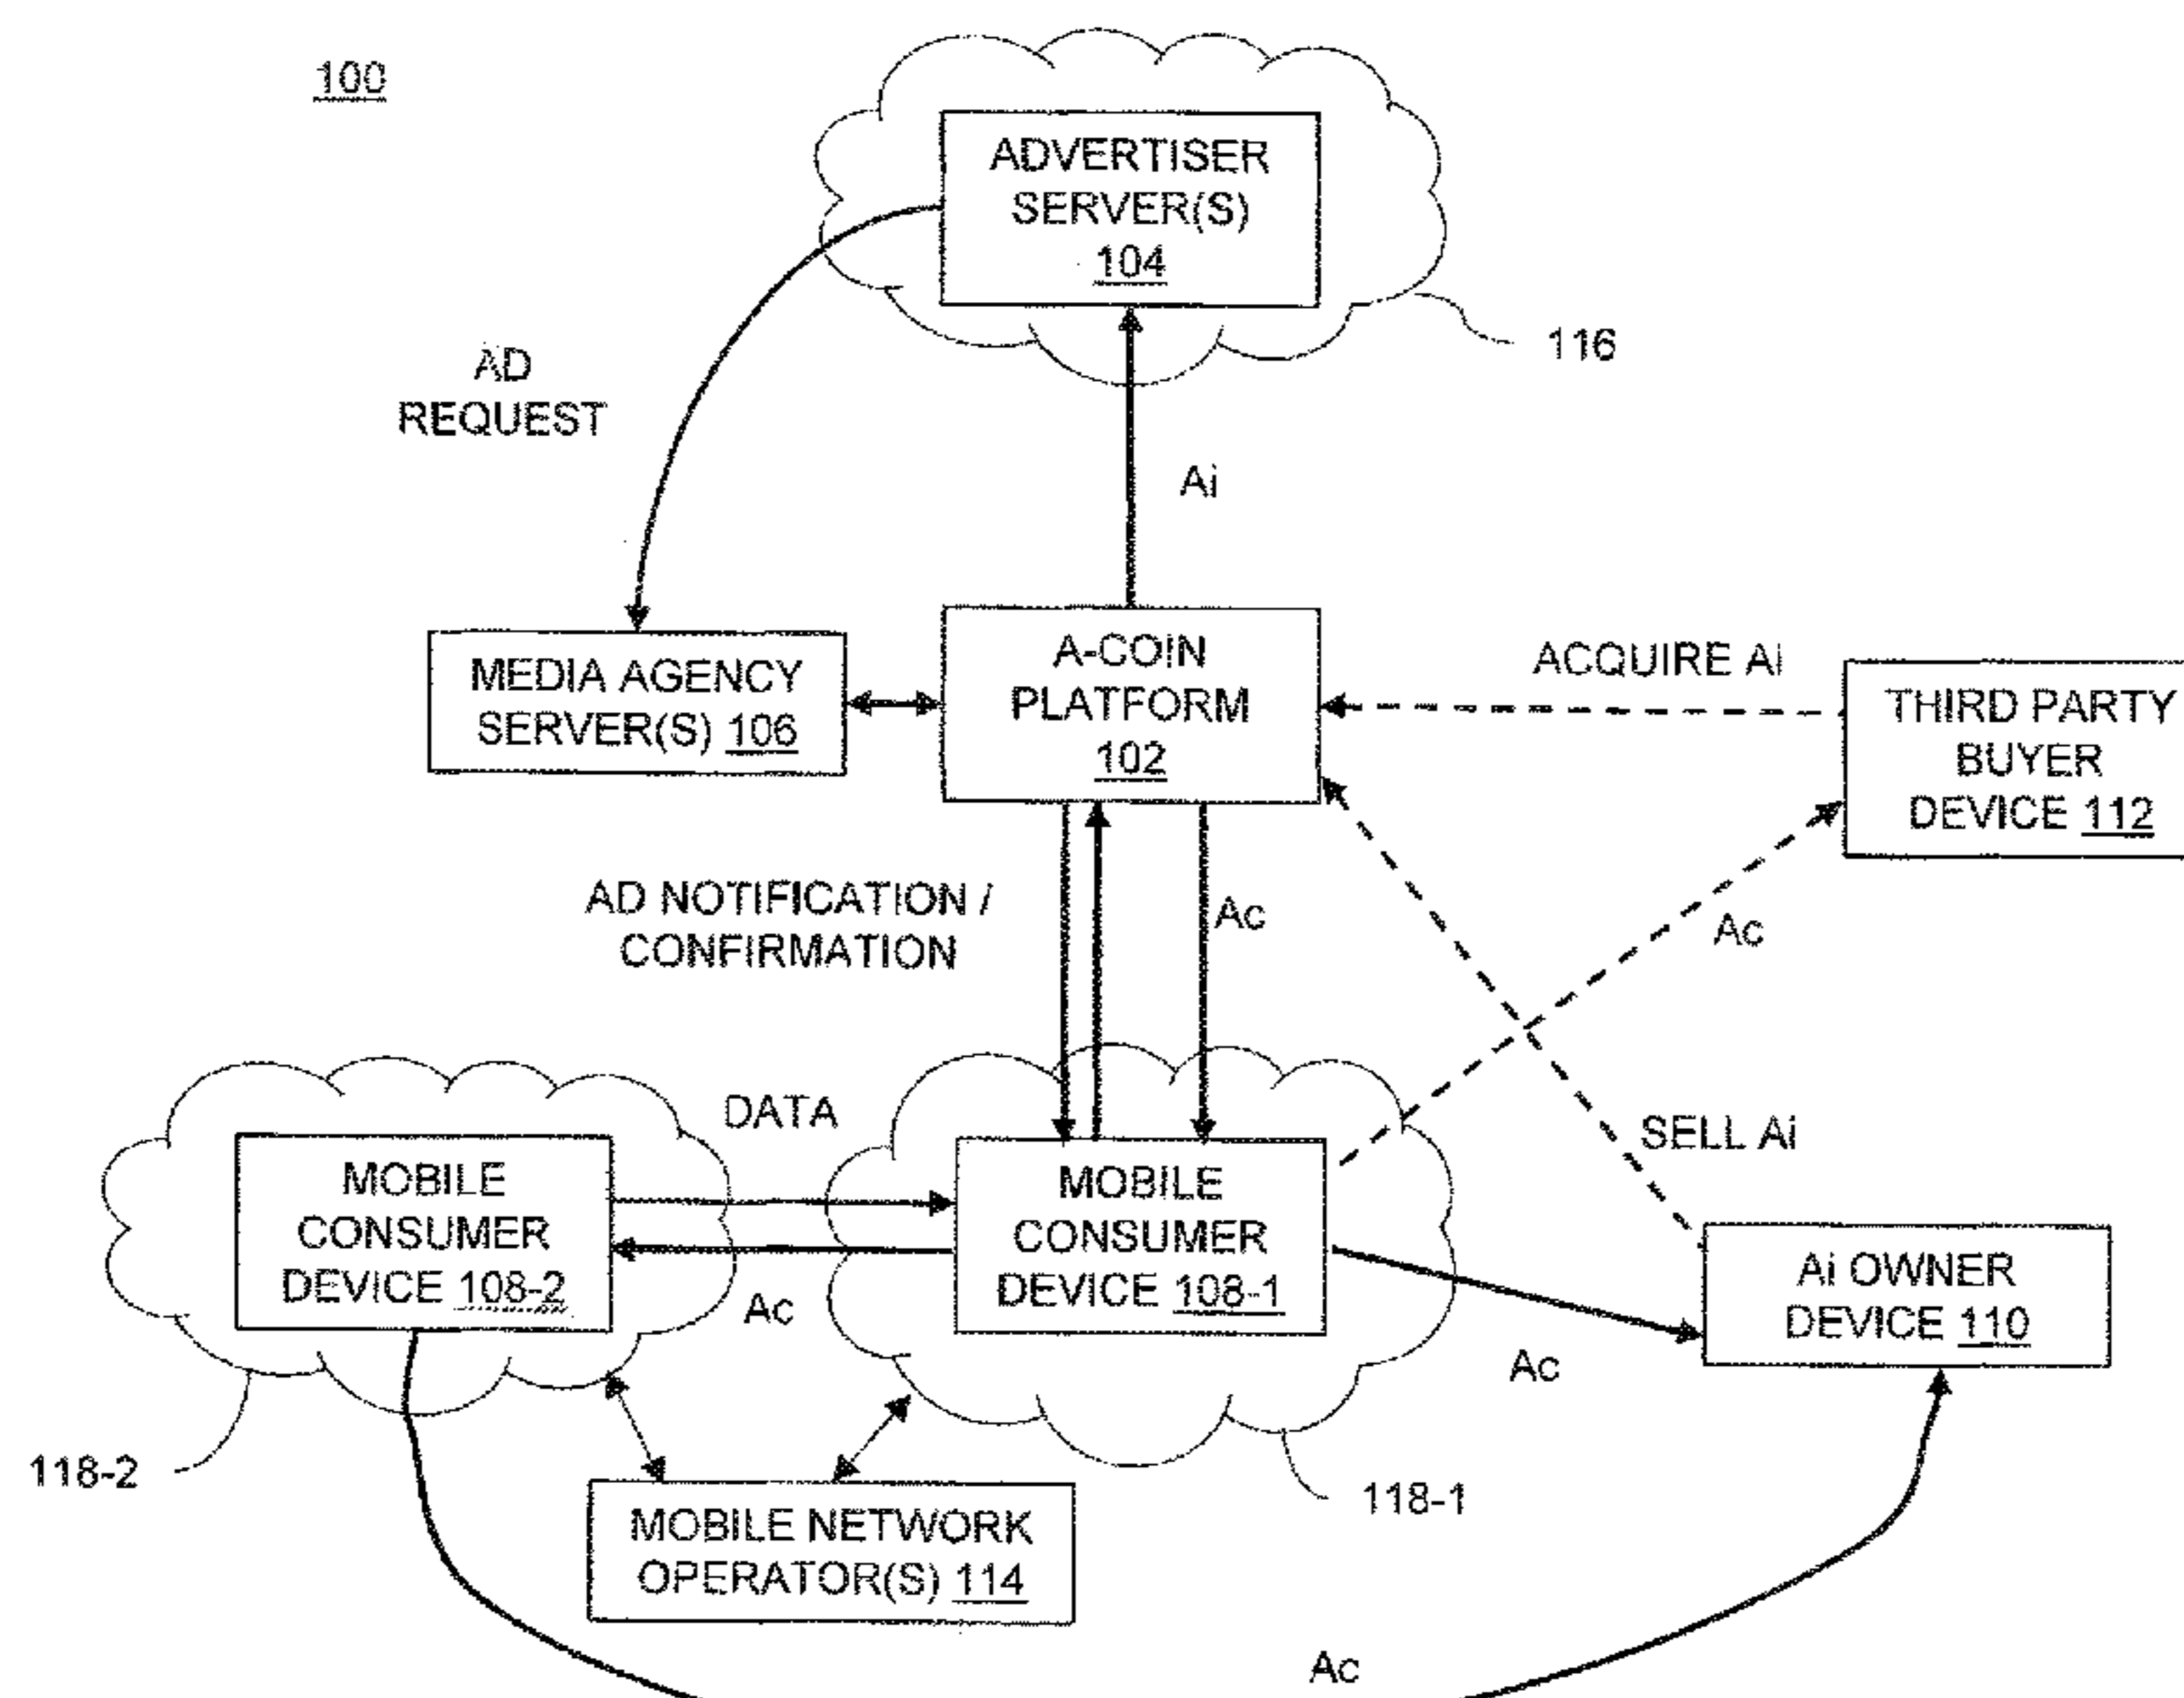 100
ADVERTISER
SERVER(S)
104
116
AD
REQUEST
Ai
A-COIN
PLATFORM
102
MEDIA AGENCY
SERVER(S) 106
ACQUIRE Ai
THIRD PARTY
BUYER
DEVICE 112
AD NOTIFICATION /
CONFIRMATION
Ac
Ac
DATA
SELL Ai
MOBILE
CONSUMER
DEVICE 108-2
MOBILE
CONSUMER
DEVICE 108-1
Ai OWNER
DEVICE 110
Ac
Ac
118-2
118-1
MOBILE NETWORK
OPERATOR(S) 114
Ac